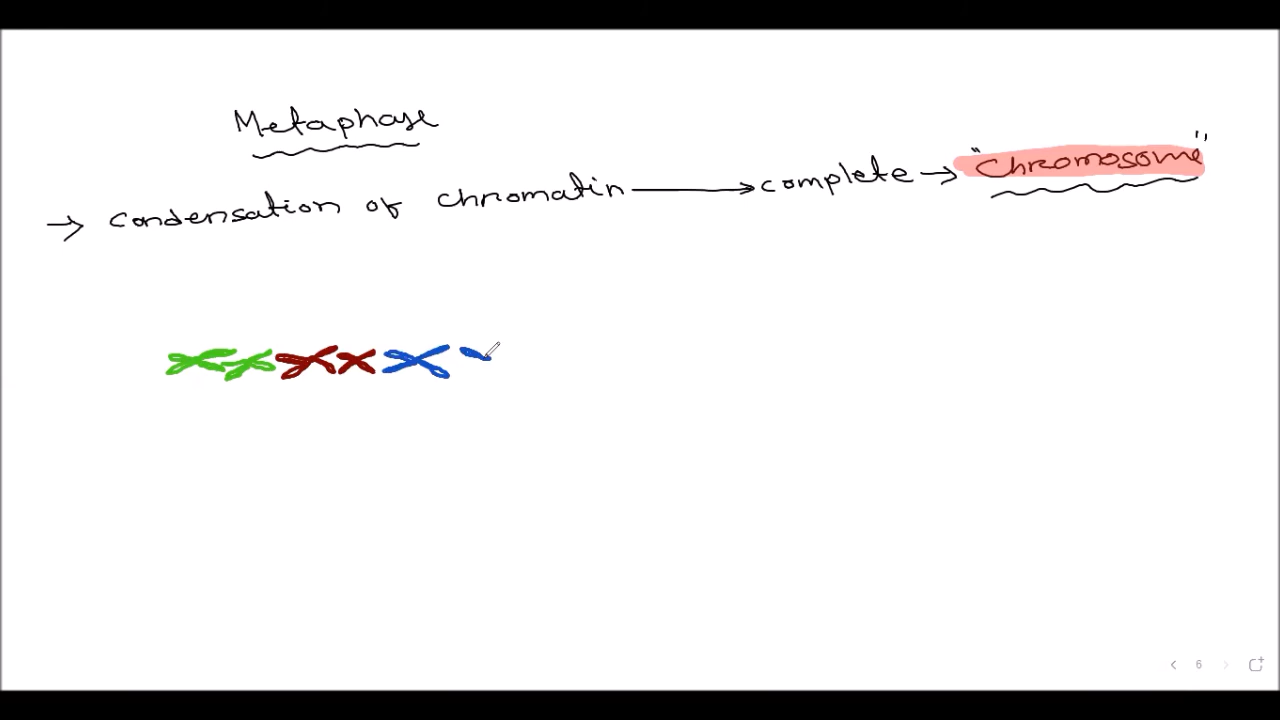 Metaphase
→ condensation of chromatin → complete → "Chromosome"
6